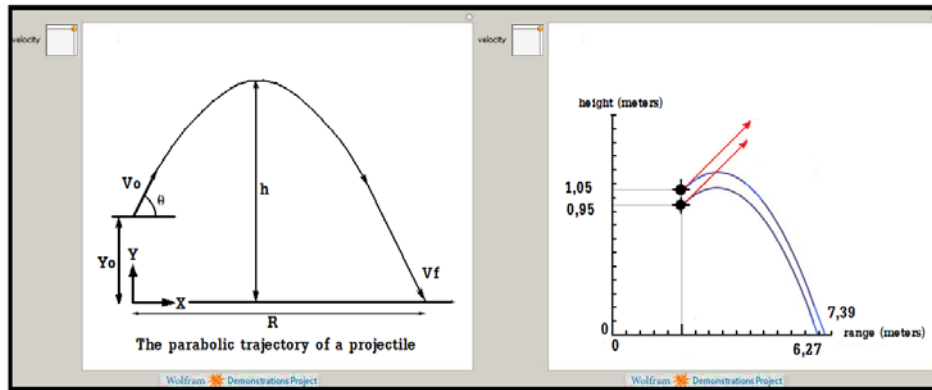 velocity
Vo
θ
h
Yo
Y
X
Vf
R
The parabolic trajectory of a projectile
Wolfram Demonstrations Project
velocity
height (meters)
1,05
0,95
0
0
7,39
range (meters)
6,27
Wolfram Demonstrations Project